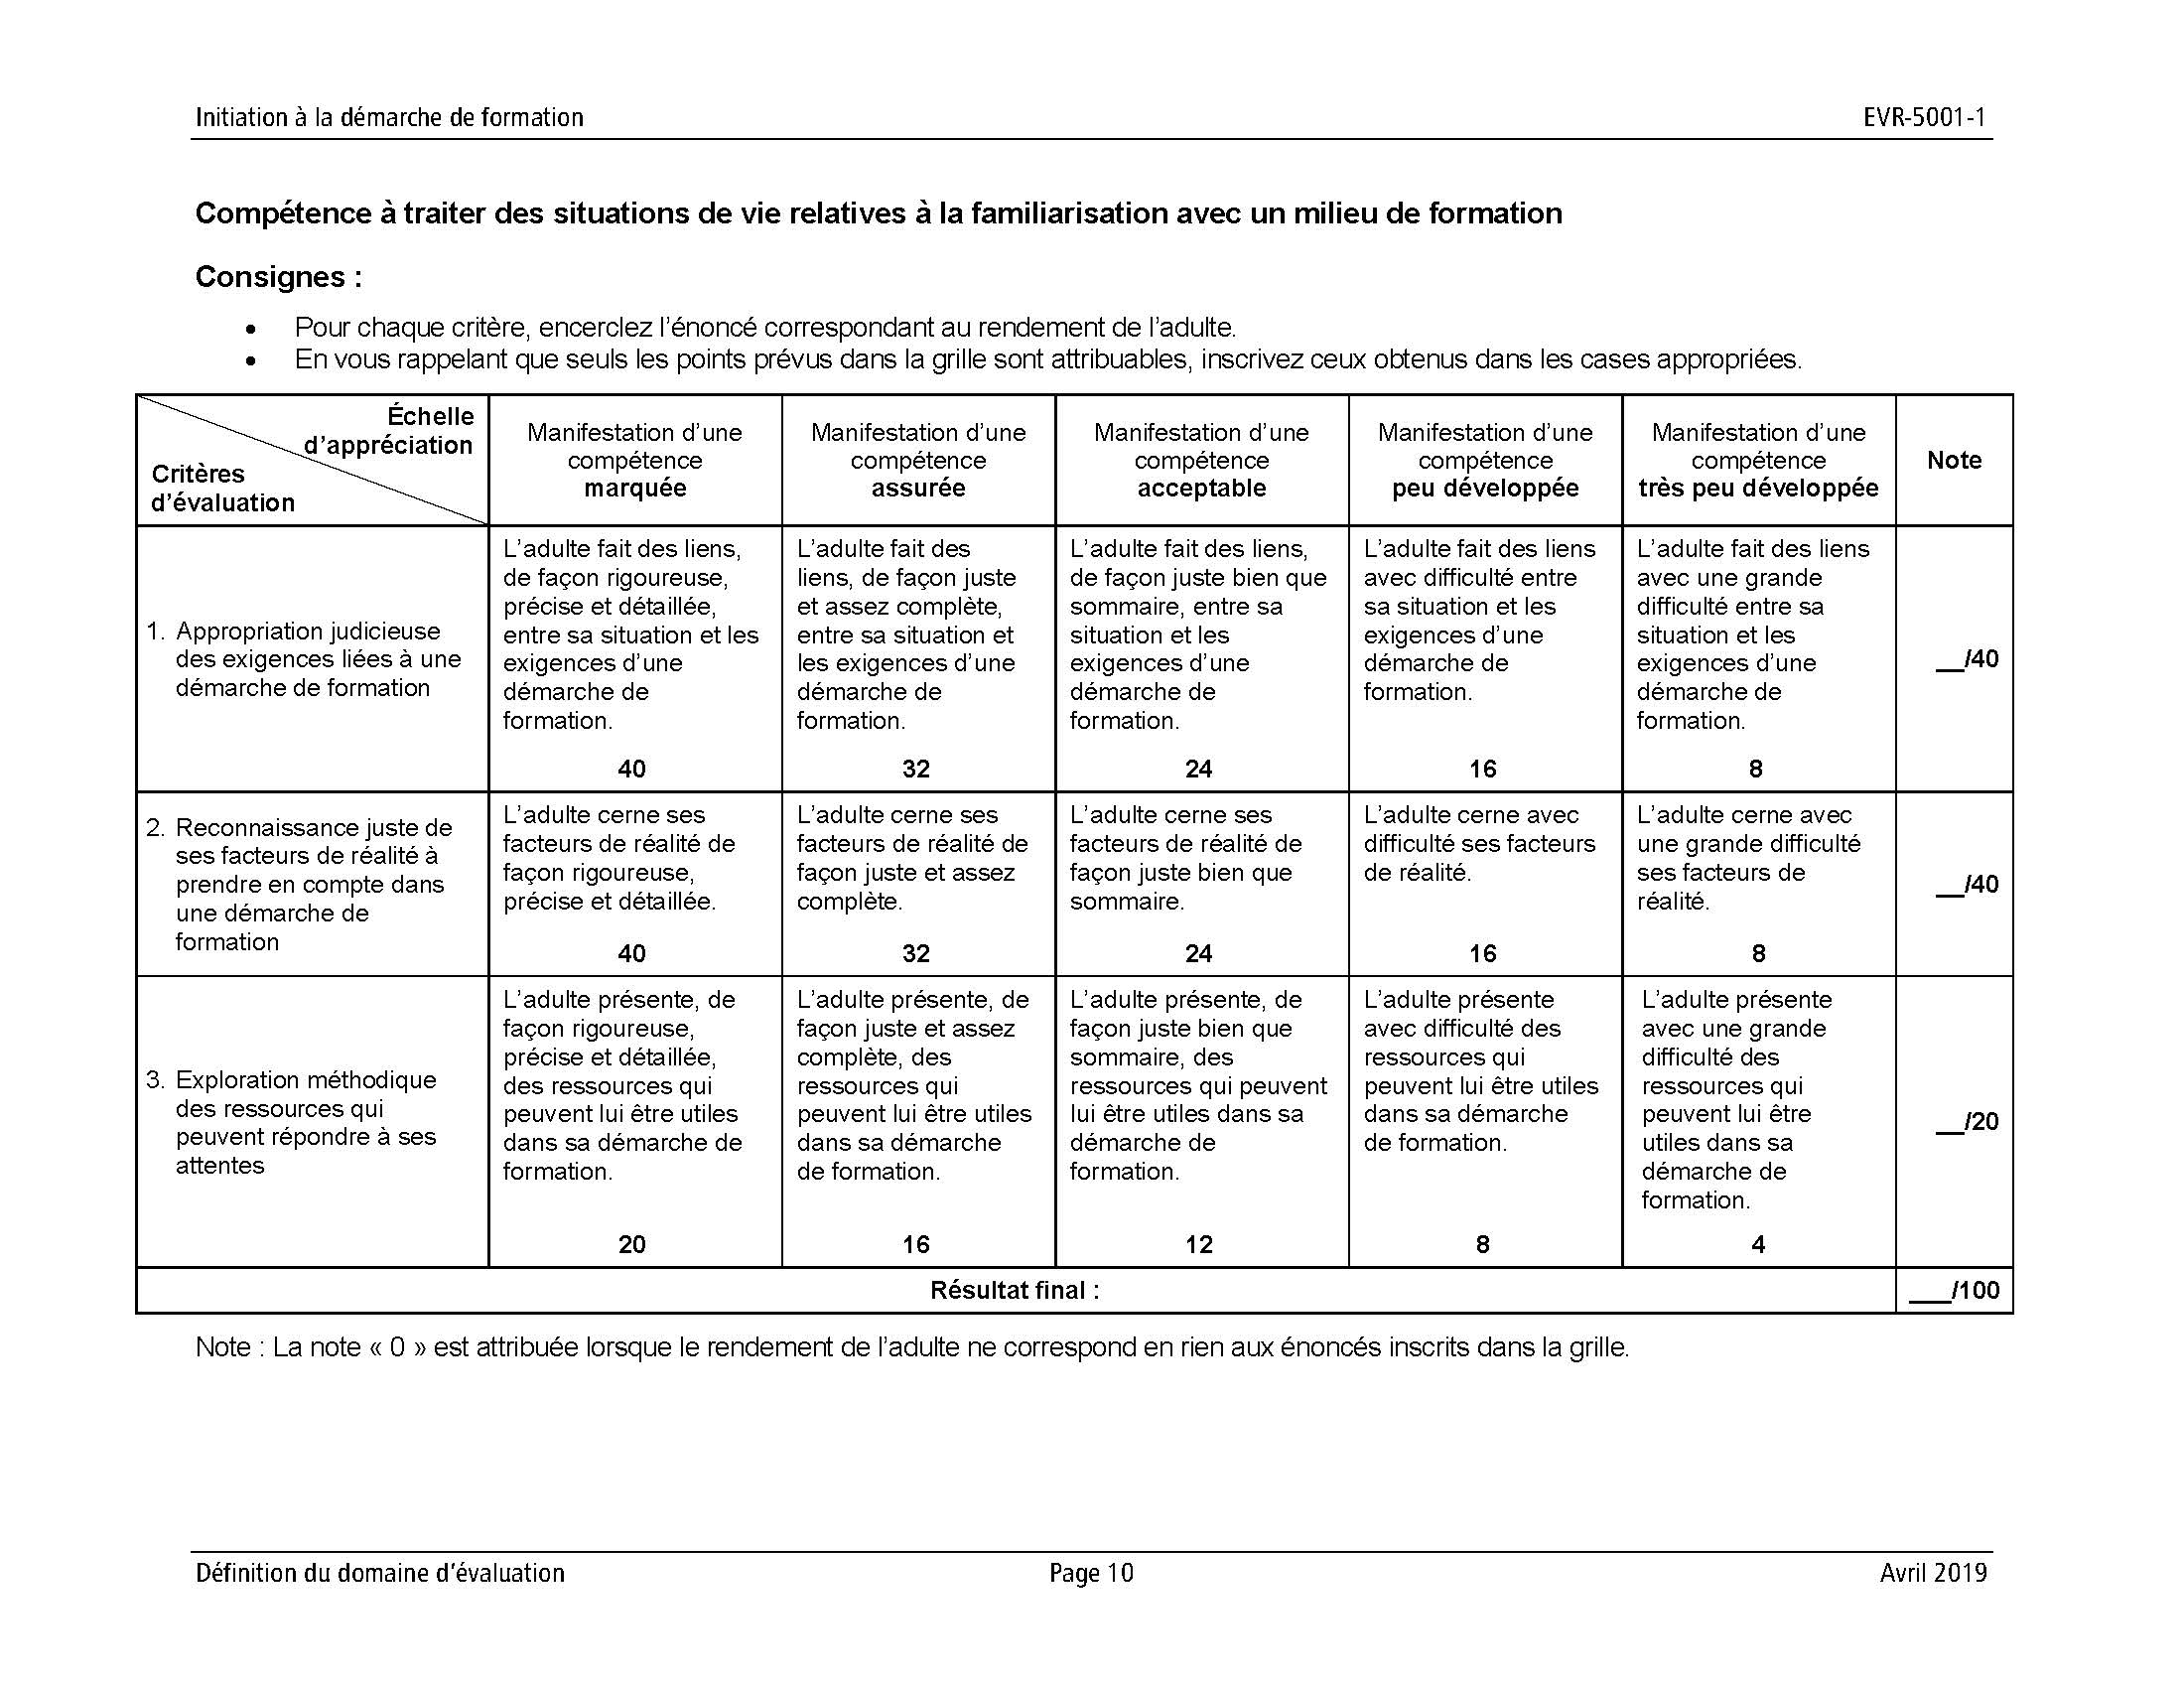 Initiation à la démarche de formation EVR-5001-1
Compétence à traiter des situations de vie relatives à la familiarisation avec un milieu de formation
Consignes :
• Pour chaque critère, encerclez l’énoncé correspondant au rendement de l’adulte.
• En vous rappelant que seuls les points prévus dans la grille sont attribuables, inscrivez ceux obtenus dans les cases appropriées.
Échelle
d’appréciation
Critères
d’évaluation
Manifestation d’une
compétence
marquée
Manifestation d’une
compétence
assurée
Manifestation d’une
compétence
acceptable
Manifestation d’une
compétence
peu développée
Manifestation d’une
compétence
très peu développée
Note
1. Appropriation judicieuse
des exigences liées à une
démarche de formation
L’adulte fait des liens,
de façon rigoureuse,
précise et détaillée,
entre sa situation et les
exigences d’une
démarche de
formation.
40
L’adulte fait des
liens, de façon juste
et assez complète,
entre sa situation et
les exigences d’une
démarche de
formation.
32
L’adulte fait des liens,
de façon juste bien que
sommaire, entre sa
situation et les
exigences d’une
démarche de
formation.
24
L’adulte fait des liens
avec difficulté entre
sa situation et les
exigences d’une
démarche de
formation.
16
L’adulte fait des liens
avec une grande
difficulté entre sa
situation et les
exigences d’une
démarche de
formation.
8
__/40
2. Reconnaissance juste de
ses facteurs de réalité à
prendre en compte dans
une démarche de
formation
L’adulte cerne ses
facteurs de réalité de
façon rigoureuse,
précise et détaillée.
40
L’adulte cerne ses
facteurs de réalité de
façon juste et assez
complète.
32
L’adulte cerne ses
facteurs de réalité de
façon juste bien que
sommaire.
24
L’adulte cerne avec
difficulté ses facteurs
de réalité.
16
L’adulte cerne avec
une grande difficulté
ses facteurs de
réalité.
8
__/40
3. Exploration méthodique
des ressources qui
peuvent répondre à ses
attentes
L’adulte présente, de
façon rigoureuse,
précise et détaillée,
des ressources qui
peuvent lui être utiles
dans sa démarche de
formation.
20
L’adulte présente, de
façon juste et assez
complète, des
ressources qui
peuvent lui être utiles
dans sa démarche
de formation.
16
L’adulte présente, de
façon juste bien que
sommaire, des
ressources qui peuvent
lui être utiles dans sa
démarche de
formation.
12
L’adulte présente
avec difficulté des
ressources qui
peuvent lui être utiles
dans sa démarche
de formation.
8
L’adulte présente
avec une grande
difficulté des
ressources qui
peuvent lui être
utiles dans sa
démarche de
formation.
4
__/20
Résultat final : ___/100
Note : La note « 0 » est attribuée lorsque le rendement de l’adulte ne correspond en rien aux énoncés inscrits dans la grille.
Définition du domaine d’évaluation Page 10 Avril 2019